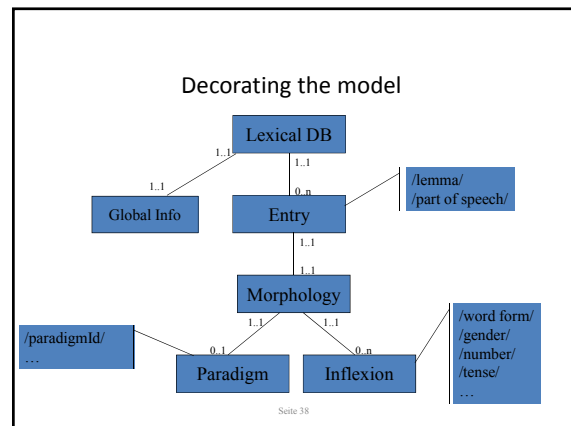 Decorating the model
Lexical DB
1..1
1..1
1..1
0..n
Global Info
Entry
/lemma/
/part of speech/
1..1
1..1
Morphology
1..1
1..1
/paradigmId/
…
0..1
0..n
Paradigm
Inflexion
/word form/
/gender/
/number/
/tense/
…
Seite 38